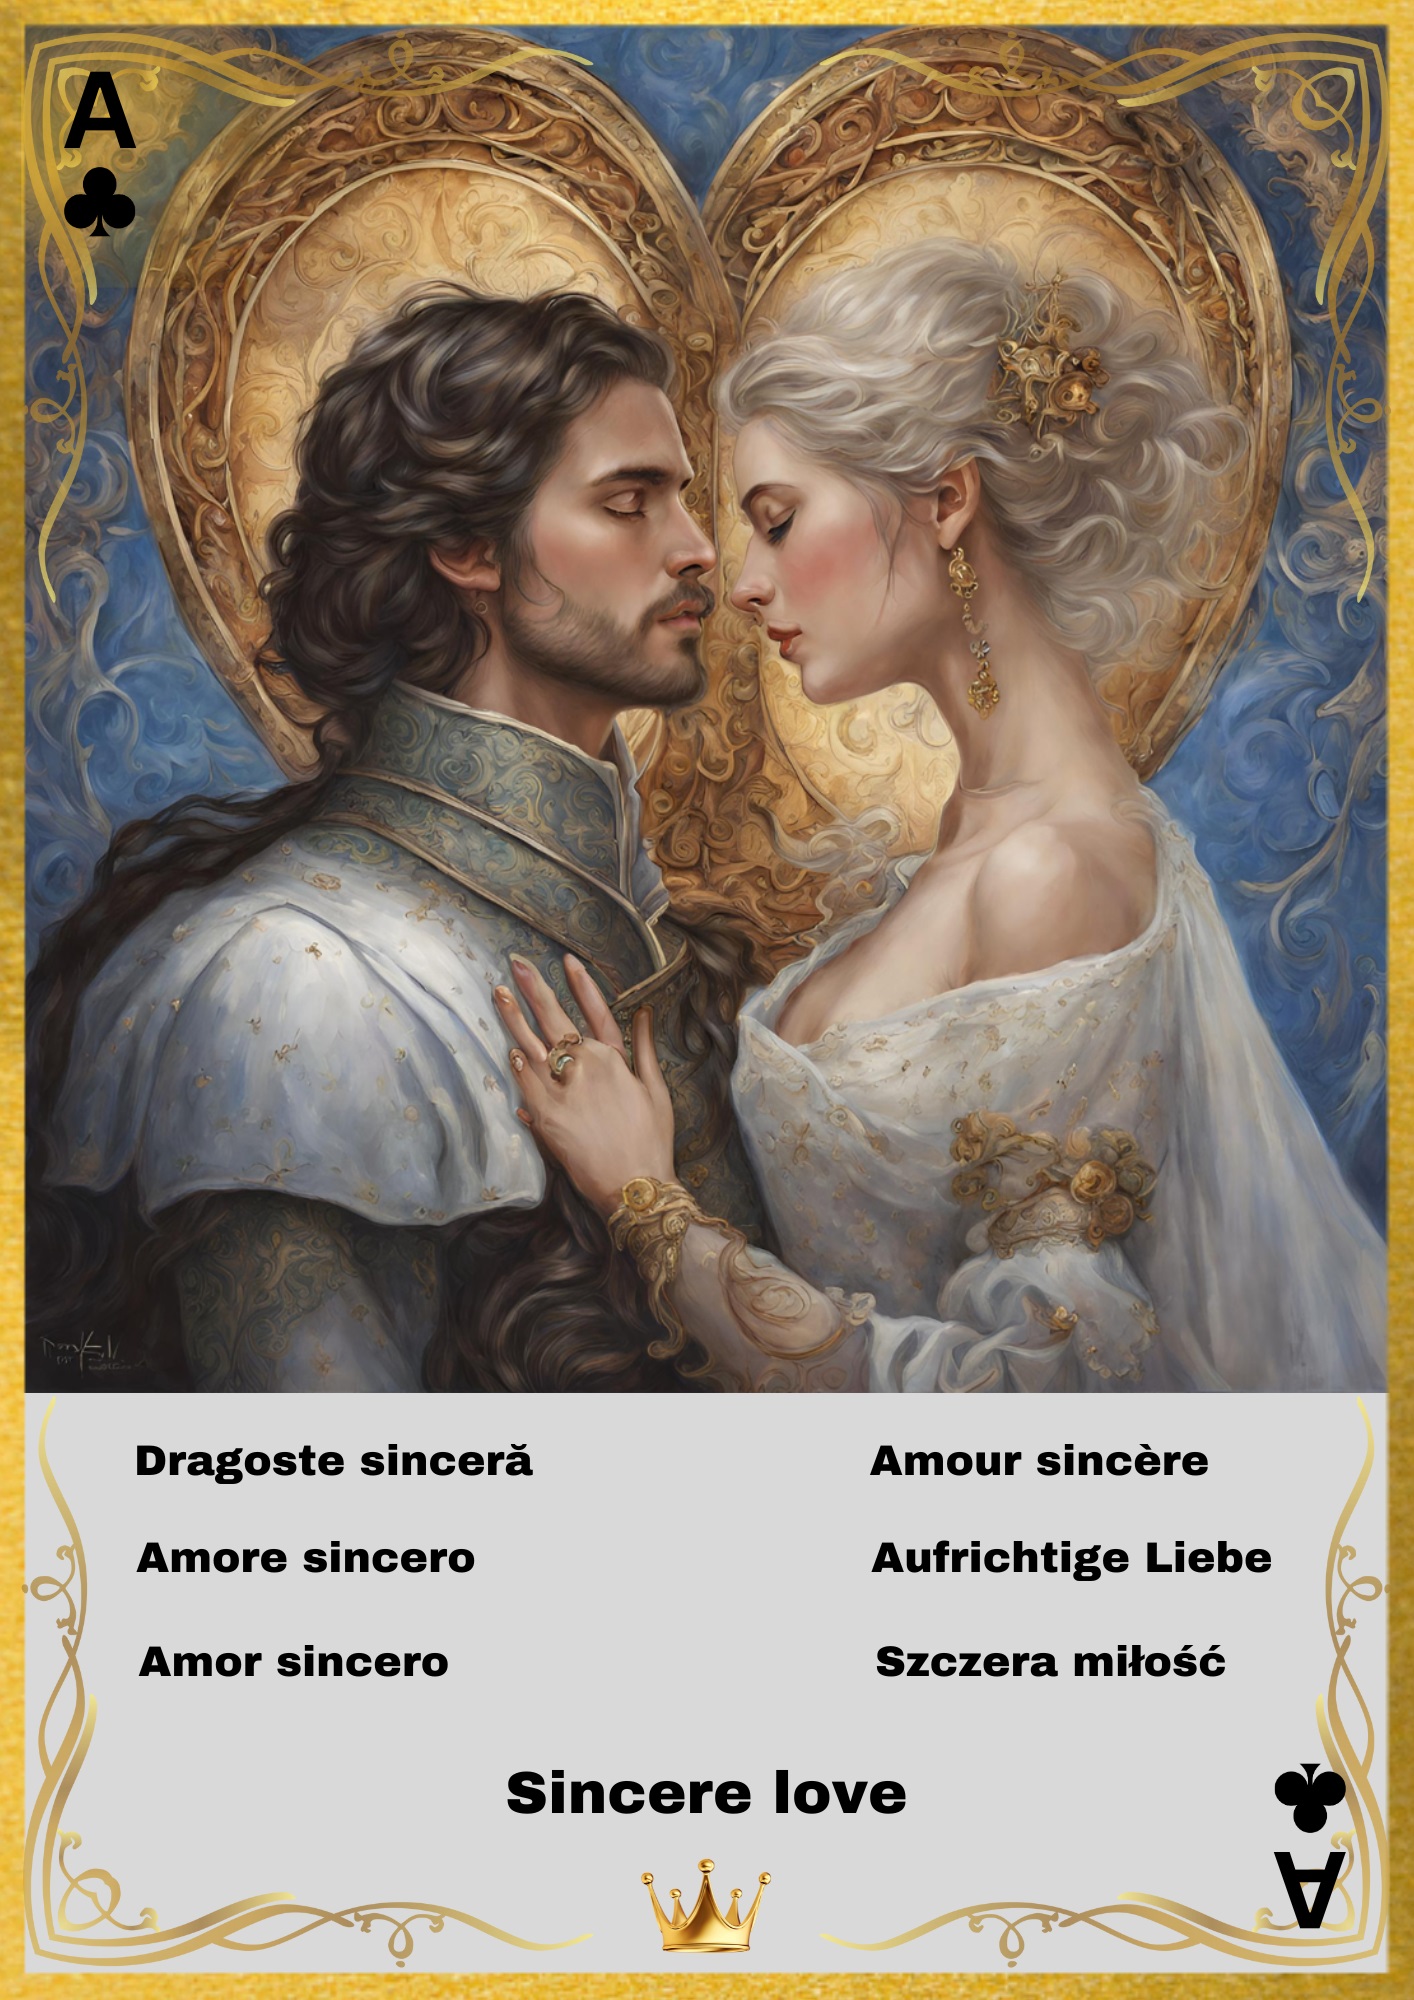 A
Dragoste sinceră
Amour sincère
Amore sincero
Aufrichtige Liebe
Amor sincero
Szczera miłość
Sincere love
A